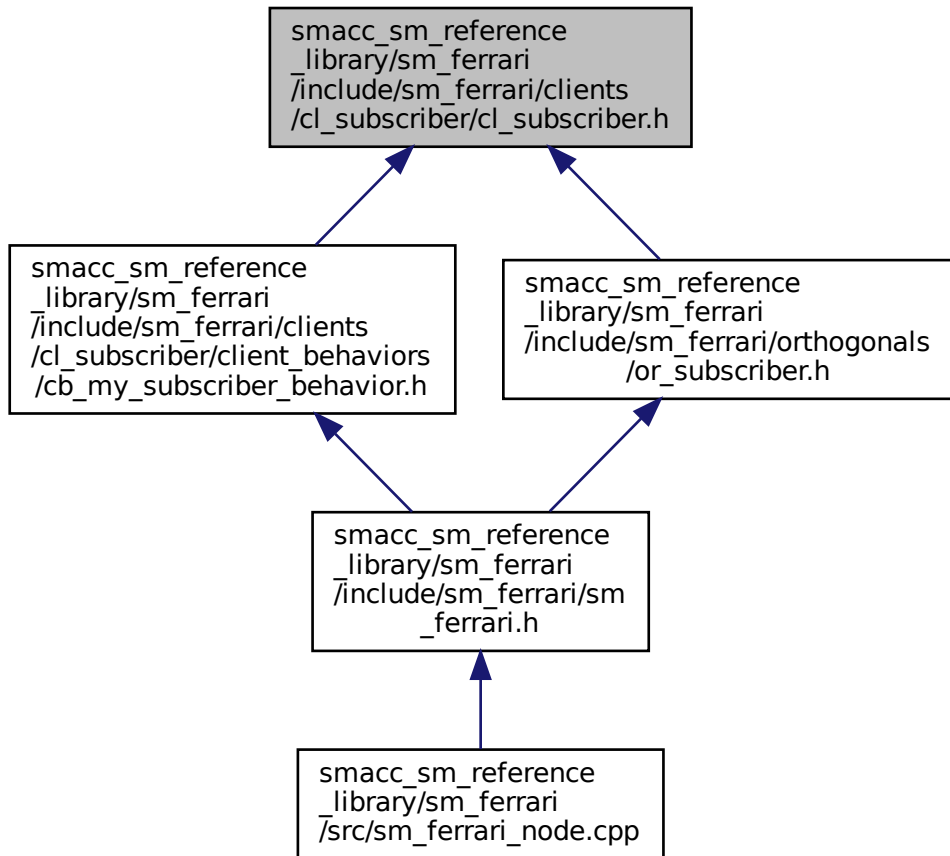 smacc_sm_reference
_library/sm_ferrari
/include/sm_ferrari/clients
/cl_subscriber/cl_subscriber.h
smacc_sm_reference
_library/sm_ferrari
/include/sm_ferrari/clients
/cl_subscriber/client_behaviors
/cb_my_subscriber_behavior.h
smacc_sm_reference
_library/sm_ferrari
/include/sm_ferrari/orthogonals
/or_subscriber.h
smacc_sm_reference
_library/sm_ferrari
/include/sm_ferrari/sm
_ferrari.h
smacc_sm_reference
_library/sm_ferrari
/src/sm_ferrari_node.cpp